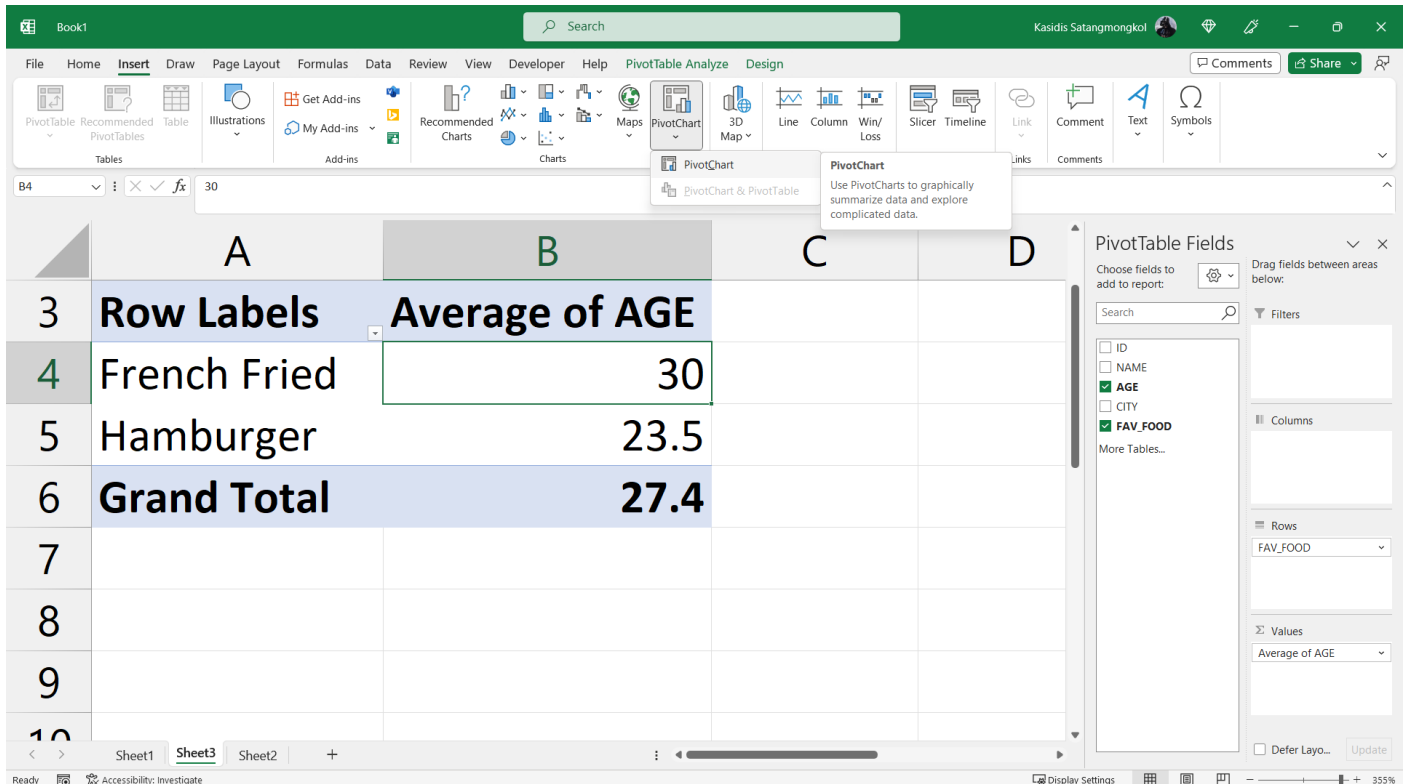 Book1
Search
Kasidis Satangmongkol
File Home Insert Draw Page Layout Formulas Data Review View Developer Help PivotTable Analyze Design
Comments
Share
PivotTable
Recommended PivotTables
Table
Tables
Illustrations
Get Add-ins
My Add-ins
Add-ins
Recommended Charts
Maps
PivotChart
Charts
3D Map
Line
Column
Win/Loss
Slicer
Timeline
Link
Links
Comment
Comments
Text
Symbols
PivotChart
PivotChart & PivotTable
PivotChart
Use PivotCharts to graphically
summarize data and explore
complicated data.
B4
fx
30
A B C D
3 Row Labels Average of AGE
4 French Fried 30
5 Hamburger 23.5
6 Grand Total 27.4
7
8
9
10
PivotTable Fields
Choose fields to
add to report:
Search
ID
NAME
AGE
CITY
FAV_FOOD
More Tables...
Drag fields between areas
below:
Filters
Columns
Rows
FAV_FOOD
Σ Values
Average of AGE
Defer Layo...
Update
Sheet1 Sheet3 Sheet2 +
Ready
Accessibility: Investigate
Display Settings
355%